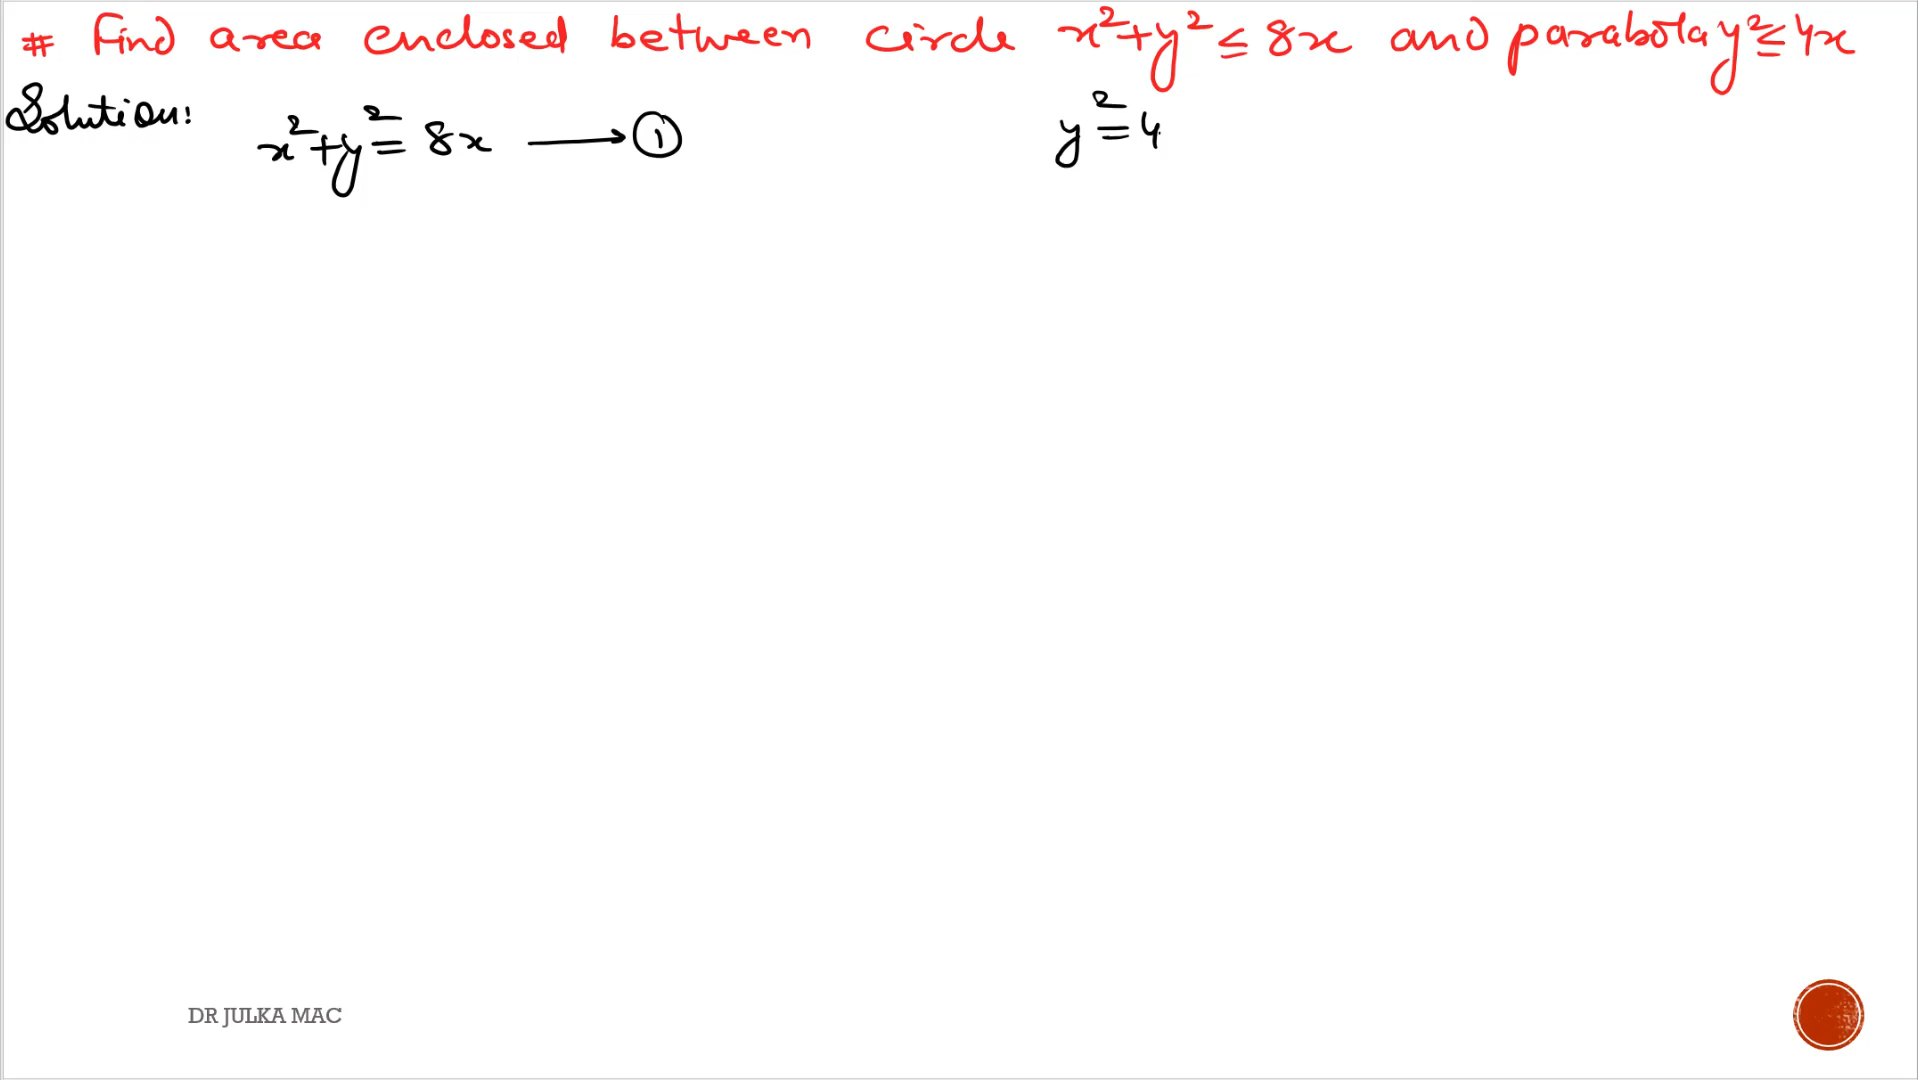 # Find area enclosed between circle x²+y² ≤ 8x and parabola y² ≤ 4x
Solution:
x²+y² = 8x ⟶ ①
y² = 4
DR JULKA MAC